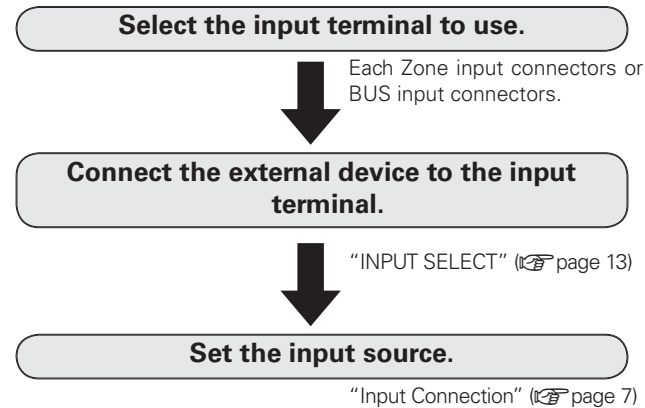 Select the input terminal to use.
Each Zone input connectors or
BUS input connectors.
Connect the external device to the input
terminal.
“INPUT SELECT” (☞ page 13)
Set the input source.
“Input Connection” (☞ page 7)